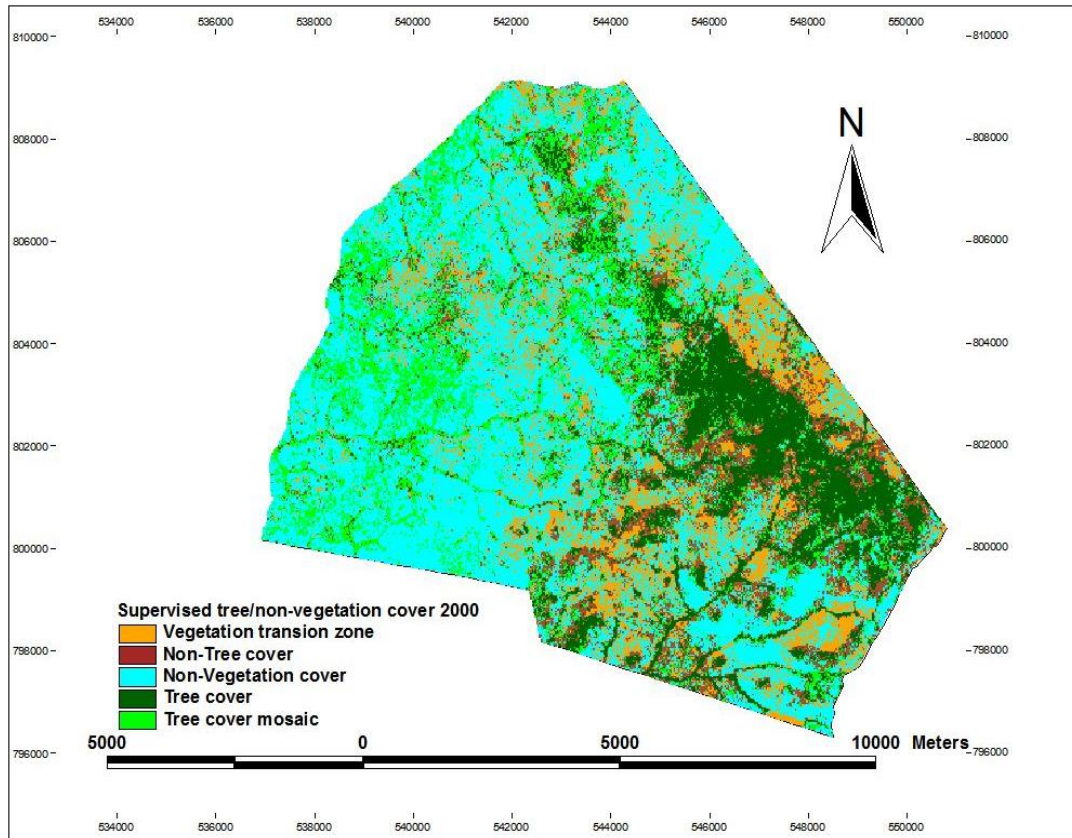 534000 536000 538000 540000 542000 544000 546000 548000 550000
810000 810000
N
808000 808000
806000 806000
804000 804000
802000 802000
800000 800000
Supervised tree/non-vegetation cover 2000
Vegetation transion zone
Non-Tree cover
798000 798000
Non-Vegetation cover
Tree cover
Tree cover mosaic
5000 0 5000 10000 Meters
796000 796000
534000 536000 538000 540000 542000 544000 546000 548000 550000